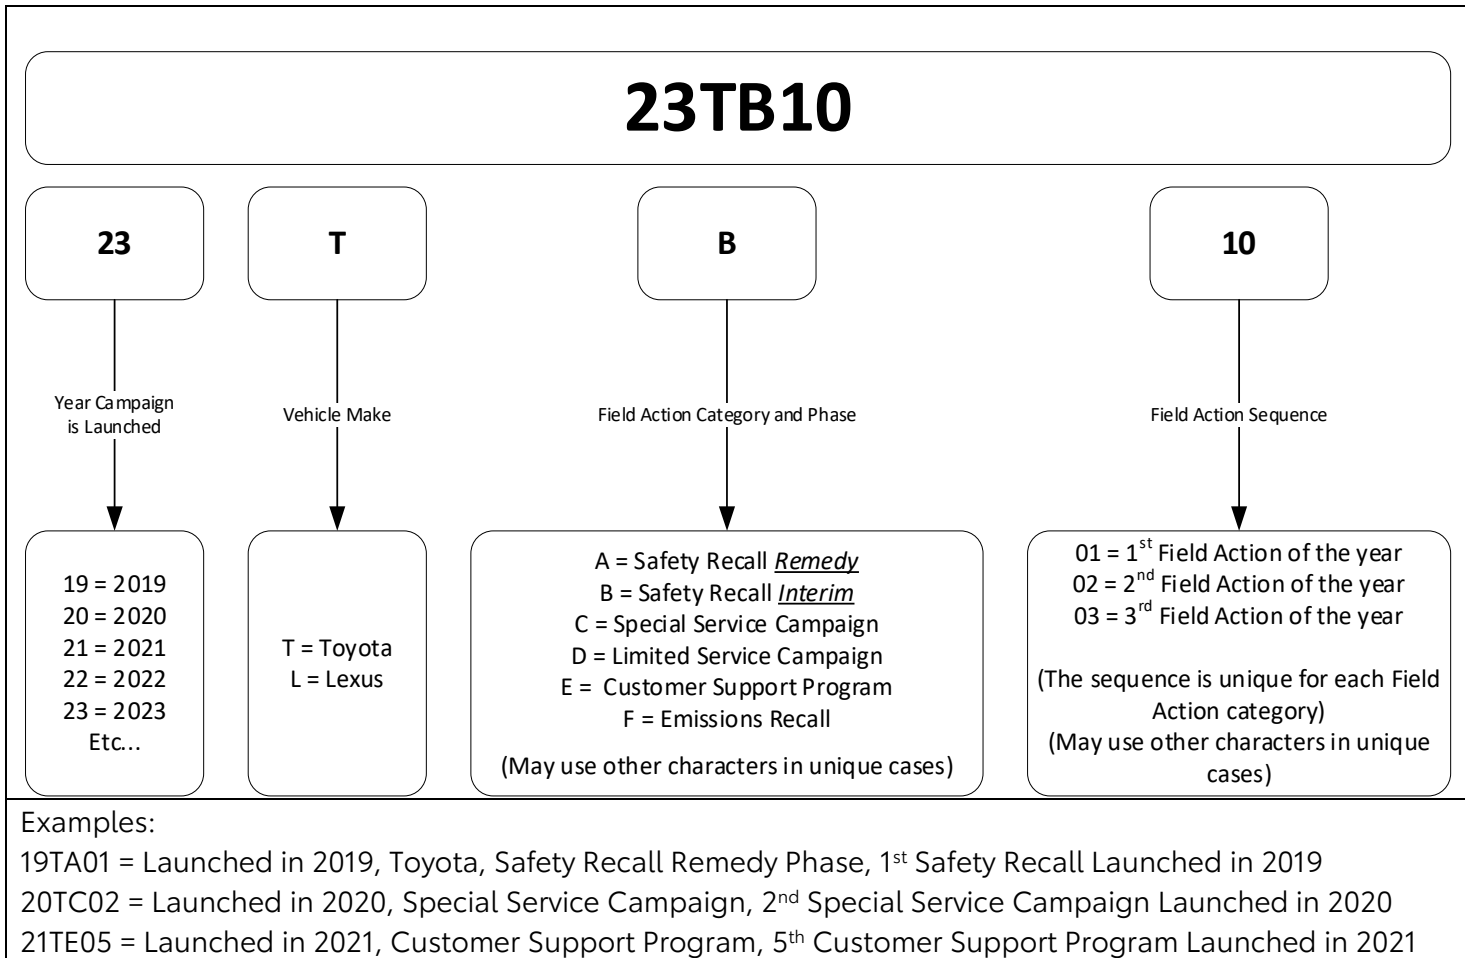 23TB10
23
T
B
10
Year Campaign
is Launched
Vehicle Make
Field Action Category and Phase
Field Action Sequence
19 = 2019
20 = 2020
21 = 2021
22 = 2022
23 = 2023
Etc...
T = Toyota
L = Lexus
A = Safety Recall Remedy
B = Safety Recall Interim
C = Special Service Campaign
D = Limited Service Campaign
E =  Customer Support Program
F = Emissions Recall
(May use other characters in unique cases)
01 = 1st Field Action of the year
02 = 2nd Field Action of the year
03 = 3rd Field Action of the year
(The sequence is unique for each Field
Action category)
(May use other characters in unique
cases)
Examples:
19TA01 = Launched in 2019, Toyota, Safety Recall Remedy Phase, 1st Safety Recall Launched in 2019
20TC02 = Launched in 2020, Special Service Campaign, 2nd Special Service Campaign Launched in 2020
21TE05 = Launched in 2021, Customer Support Program, 5th Customer Support Program Launched in 2021